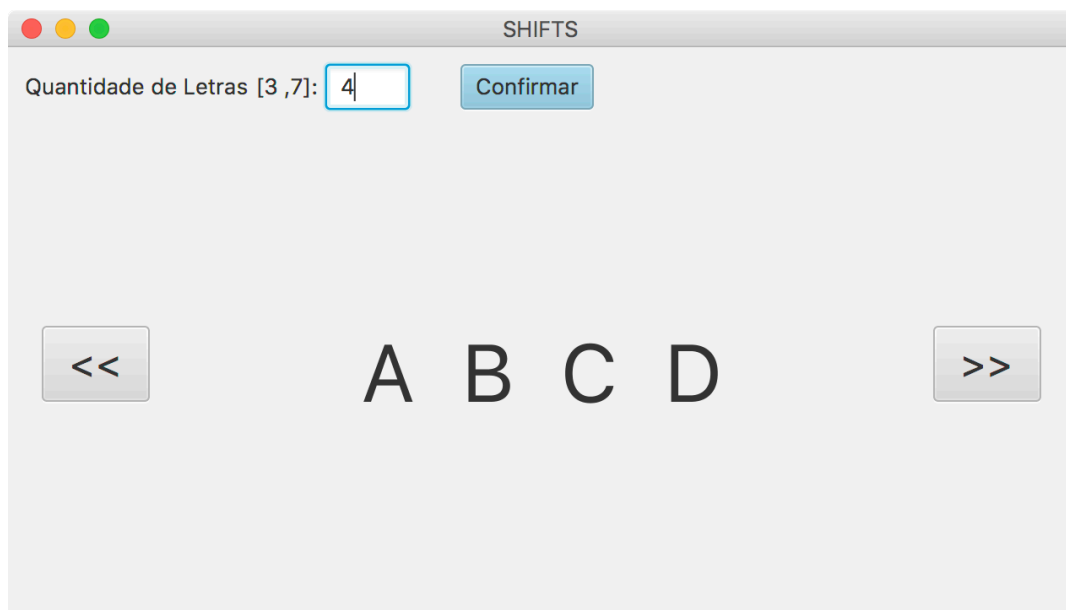 SHIFTS
Quantidade de Letras [3 ,7]: 4 Confirmar
<< A B C D >>